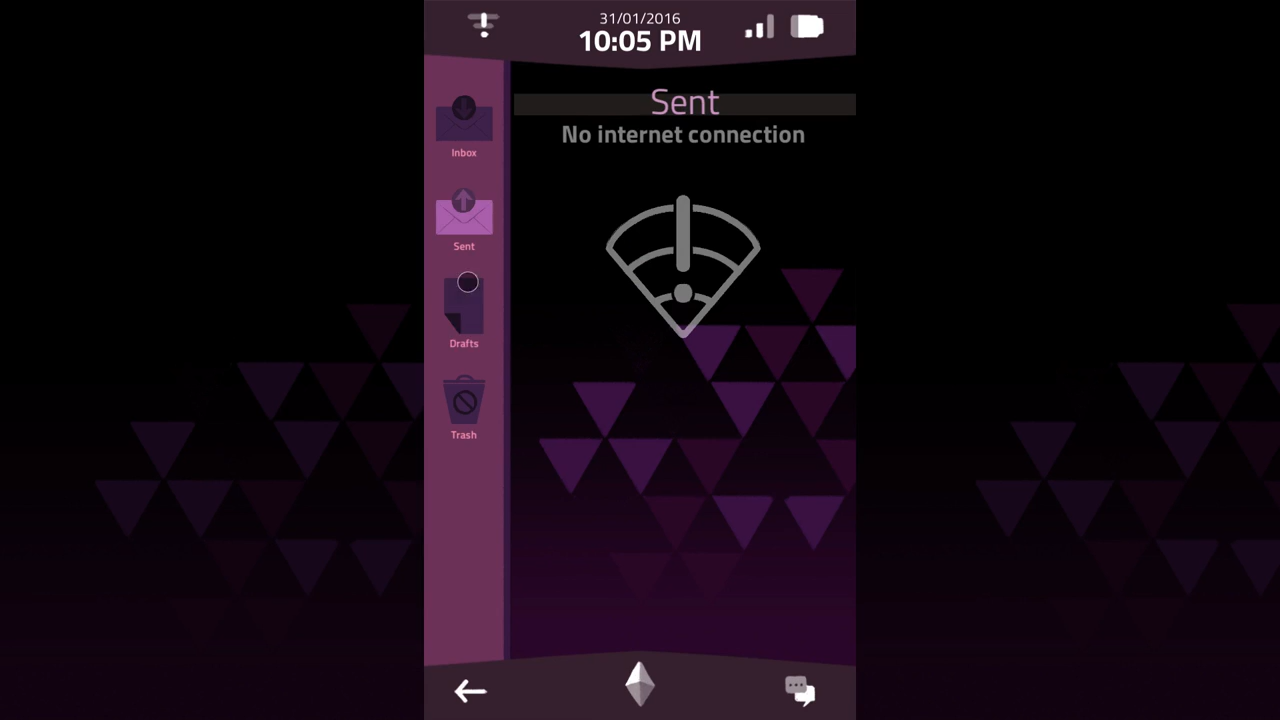 31/01/2016
10:05 PM
Sent
No internet connection
Inbox
Sent
Drafts
Trash